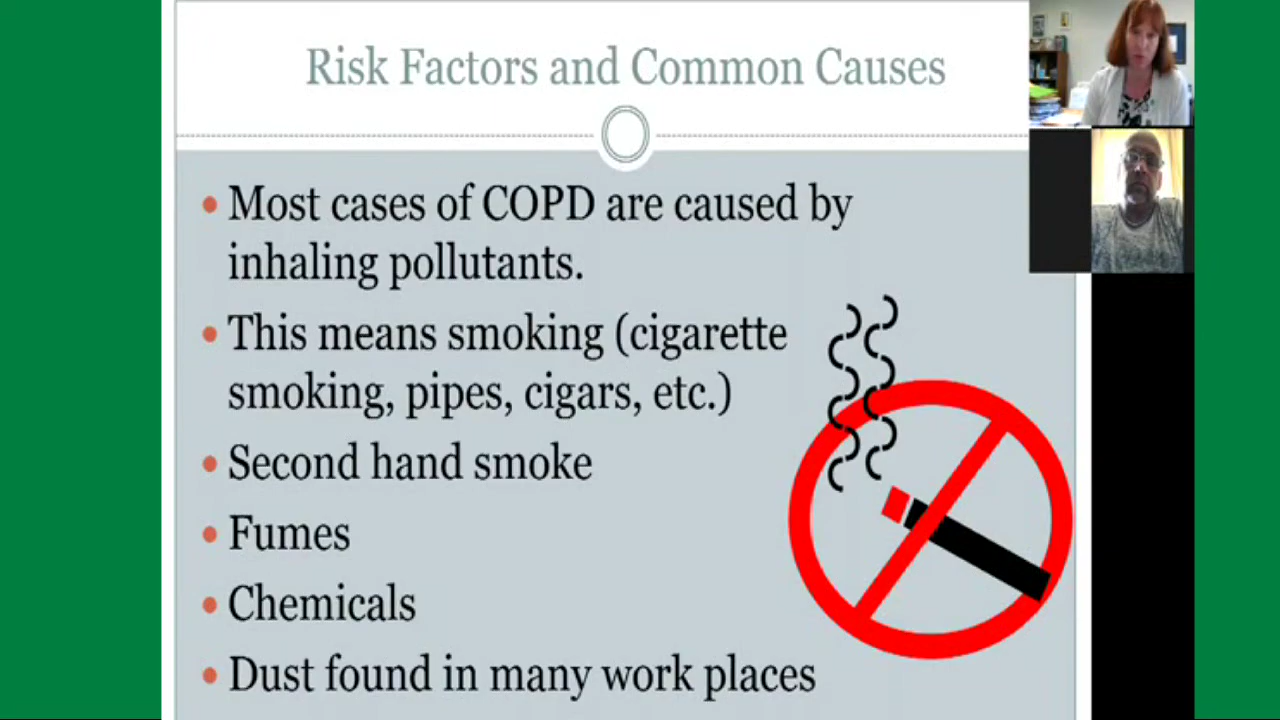 Risk Factors and Common Causes
Most cases of COPD are caused by
inhaling pollutants.
This means smoking (cigarette
smoking, pipes, cigars, etc.)
Second hand smoke
Fumes
Chemicals
Dust found in many work places